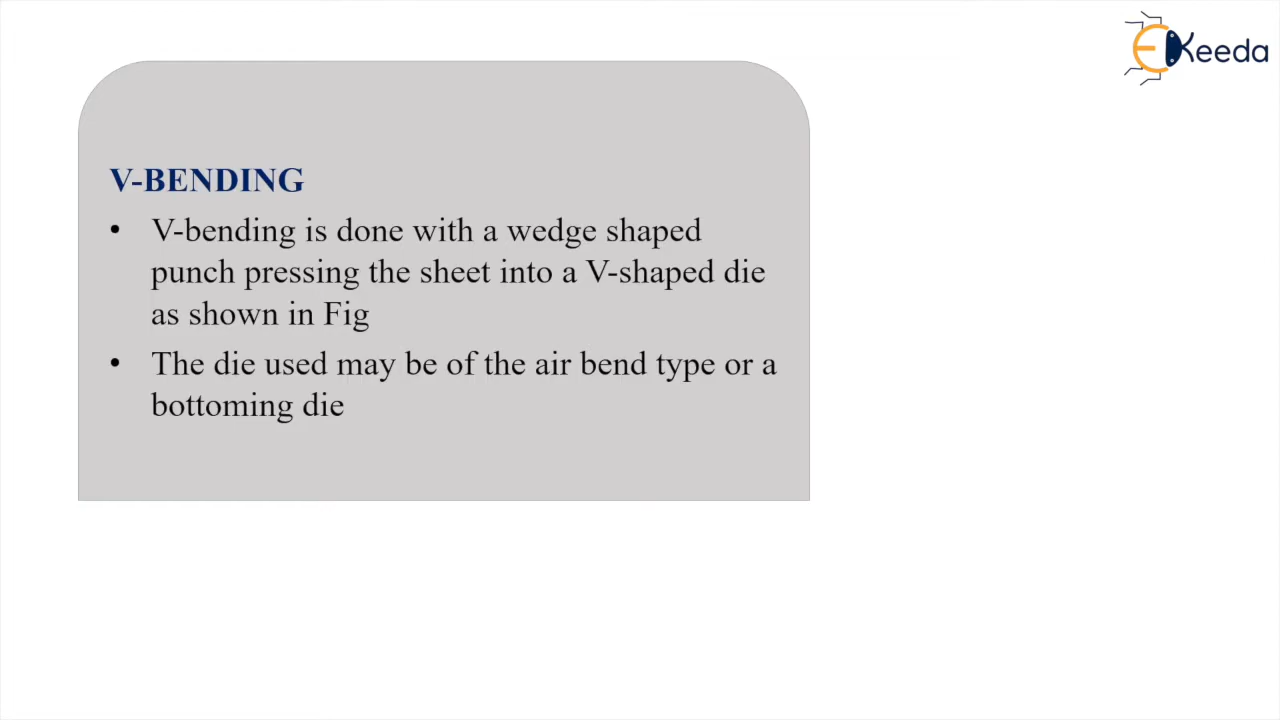 EKeeda
V-BENDING
• V-bending is done with a wedge shaped
punch pressing the sheet into a V-shaped die
as shown in Fig
• The die used may be of the air bend type or a
bottoming die